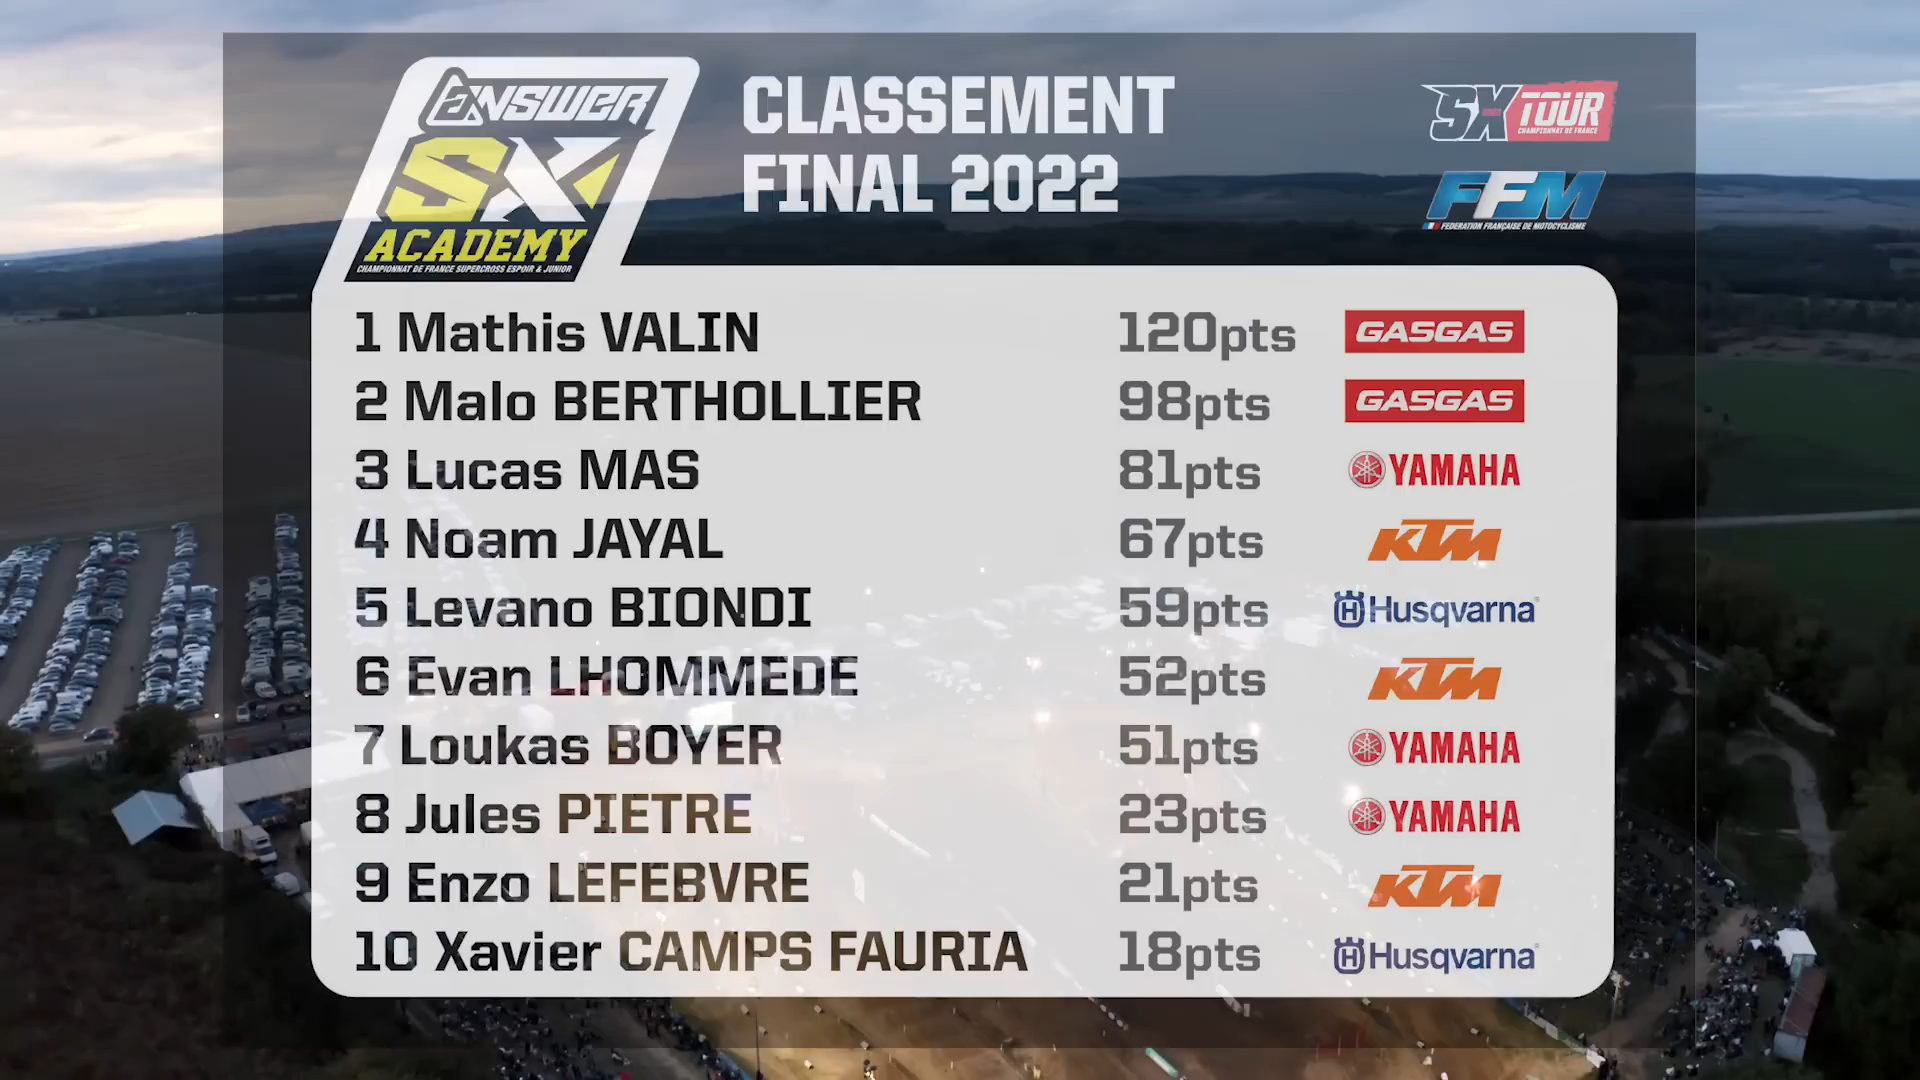 ANSWER
SX
ACADEMY
CHAMPIONNAT DE FRANCE SUPERCROSS ESPOIR & JUNIOR
CLASSEMENT
FINAL 2022
SX TOUR
CHAMPIONNAT DE FRANCE
FFM
FEDERATION FRANÇAISE DE MOTOCYCLISME
1 Mathis VALIN 120pts GASGAS
2 Malo BERTHOLLIER 98pts GASGAS
3 Lucas MAS 81pts YAMAHA
4 Noam JAYAL 67pts KTM
5 Levano BIONDI 59pts Husqvarna
6 Evan LHOMMEDE 52pts KTM
7 Loukas BOYER 51pts YAMAHA
8 Jules PIETRE 23pts YAMAHA
9 Enzo LEFEBVRE 21pts KTM
10 Xavier CAMPS FAURIA 18pts Husqvarna